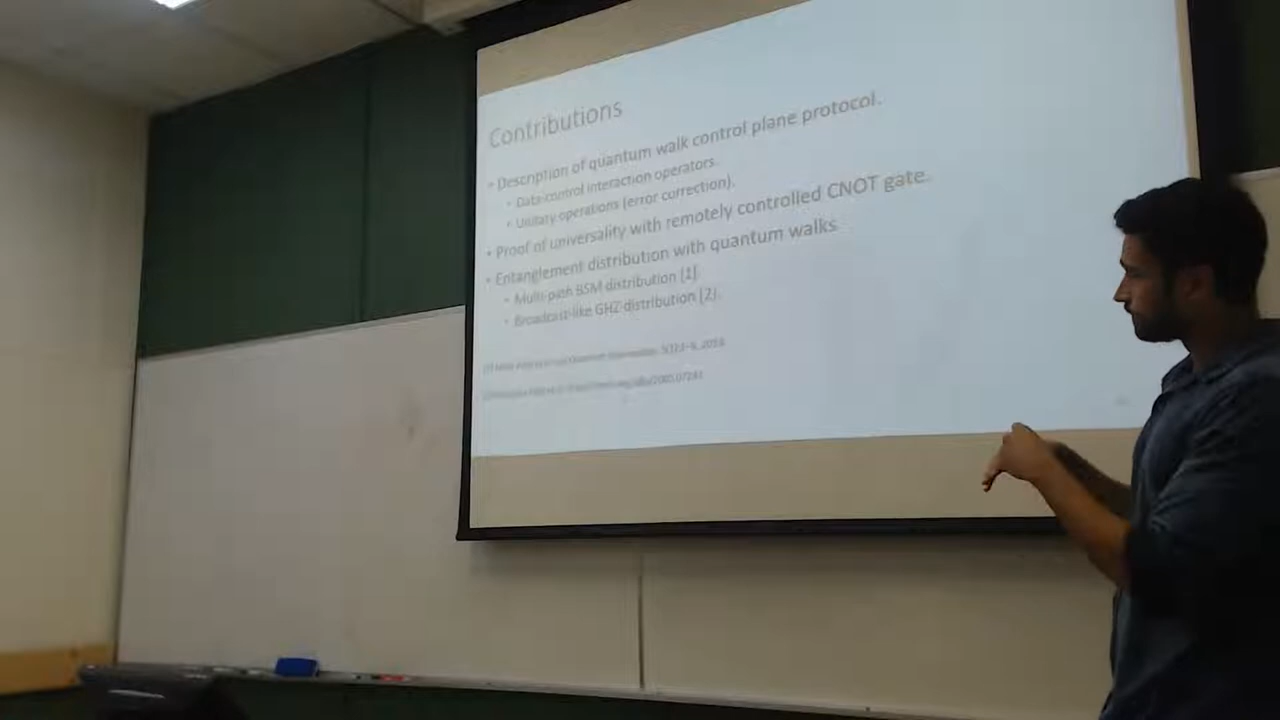 Contributions
• Description of quantum walk control plane protocol.
• Data-control interaction operators.
• Unitary operations (error correction).
• Proof of universality with remotely controlled CNOT gate.
• Entanglement distribution with quantum walks
• Multi-path BSM distribution [1]
• Broadcast-like GHZ distribution [2].